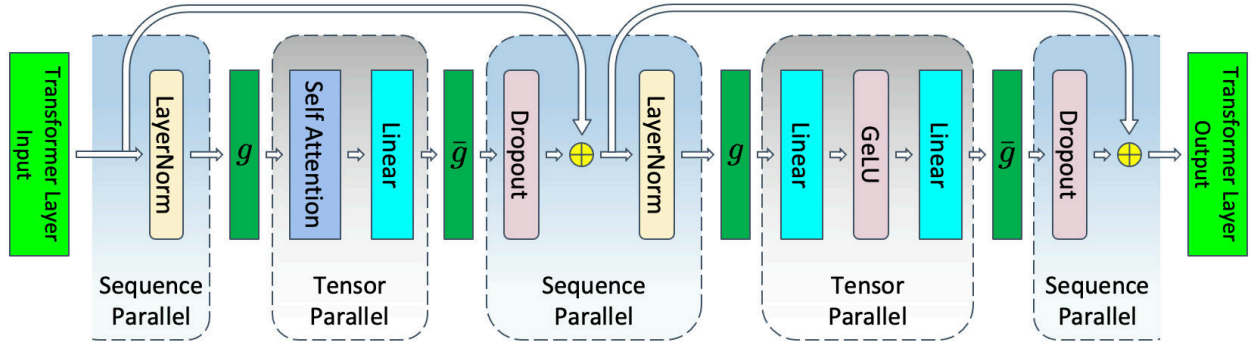 Transformer Layer
Input
LayerNorm
Sequence
Parallel
g
Self Attention
Linear
Tensor
Parallel
ḡ
Dropout
LayerNorm
Sequence
Parallel
g
Linear
GeLU
Linear
Tensor
Parallel
ḡ
Dropout
Sequence
Parallel
Transformer Layer
Output